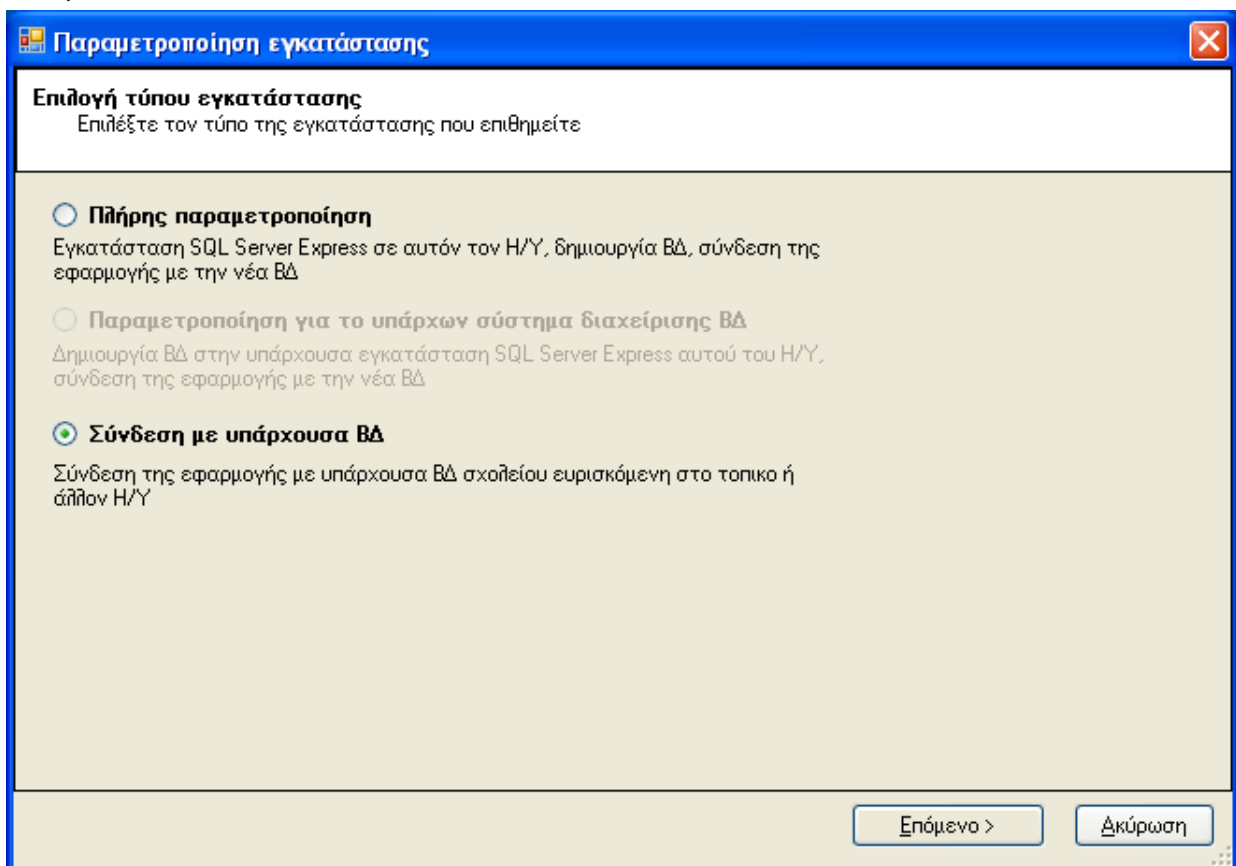 Παραμετροποίηση εγκατάστασης
Επιλογή τύπου εγκατάστασης
Επιλέξτε τον τύπο της εγκατάστασης που επιθημείτε
Πλήρης παραμετροποίηση
Εγκατάσταση SQL Server Express σε αυτόν τον Η/Υ, δημιουργία ΒΔ, σύνδεση της
εφαρμογής με την νέα ΒΔ
Παραμετροποίηση για το υπάρχων σύστημα διαχείρισης ΒΔ
Δημιουργία ΒΔ στην υπάρχουσα εγκατάσταση SQL Server Express αυτού του Η/Υ,
σύνδεση της εφαρμογής με την νέα ΒΔ
Σύνδεση με υπάρχουσα ΒΔ
Σύνδεση της εφαρμογής με υπάρχουσα ΒΔ σχολείου ευρισκόμενη στο τοπικο ή
άλλον Η/Υ
Επόμενο >
Ακύρωση